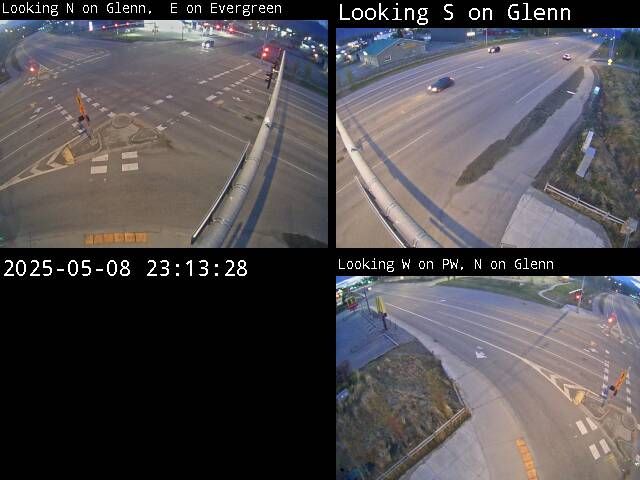 Looking N on Glenn,  E on Evergreen
Looking S on Glenn
2025-05-08 23:13:28
Looking W on PW, N on Glenn